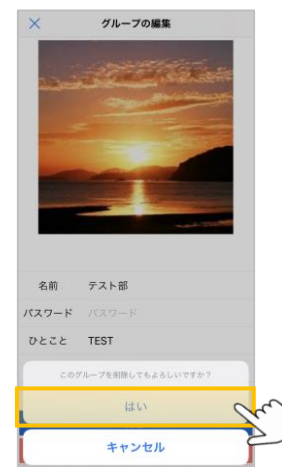 グループの編集
名前 テスト部
パスワード パスワード
ひとこと TEST
このグループを削除してもよろしいですか？
はい
キャンセル